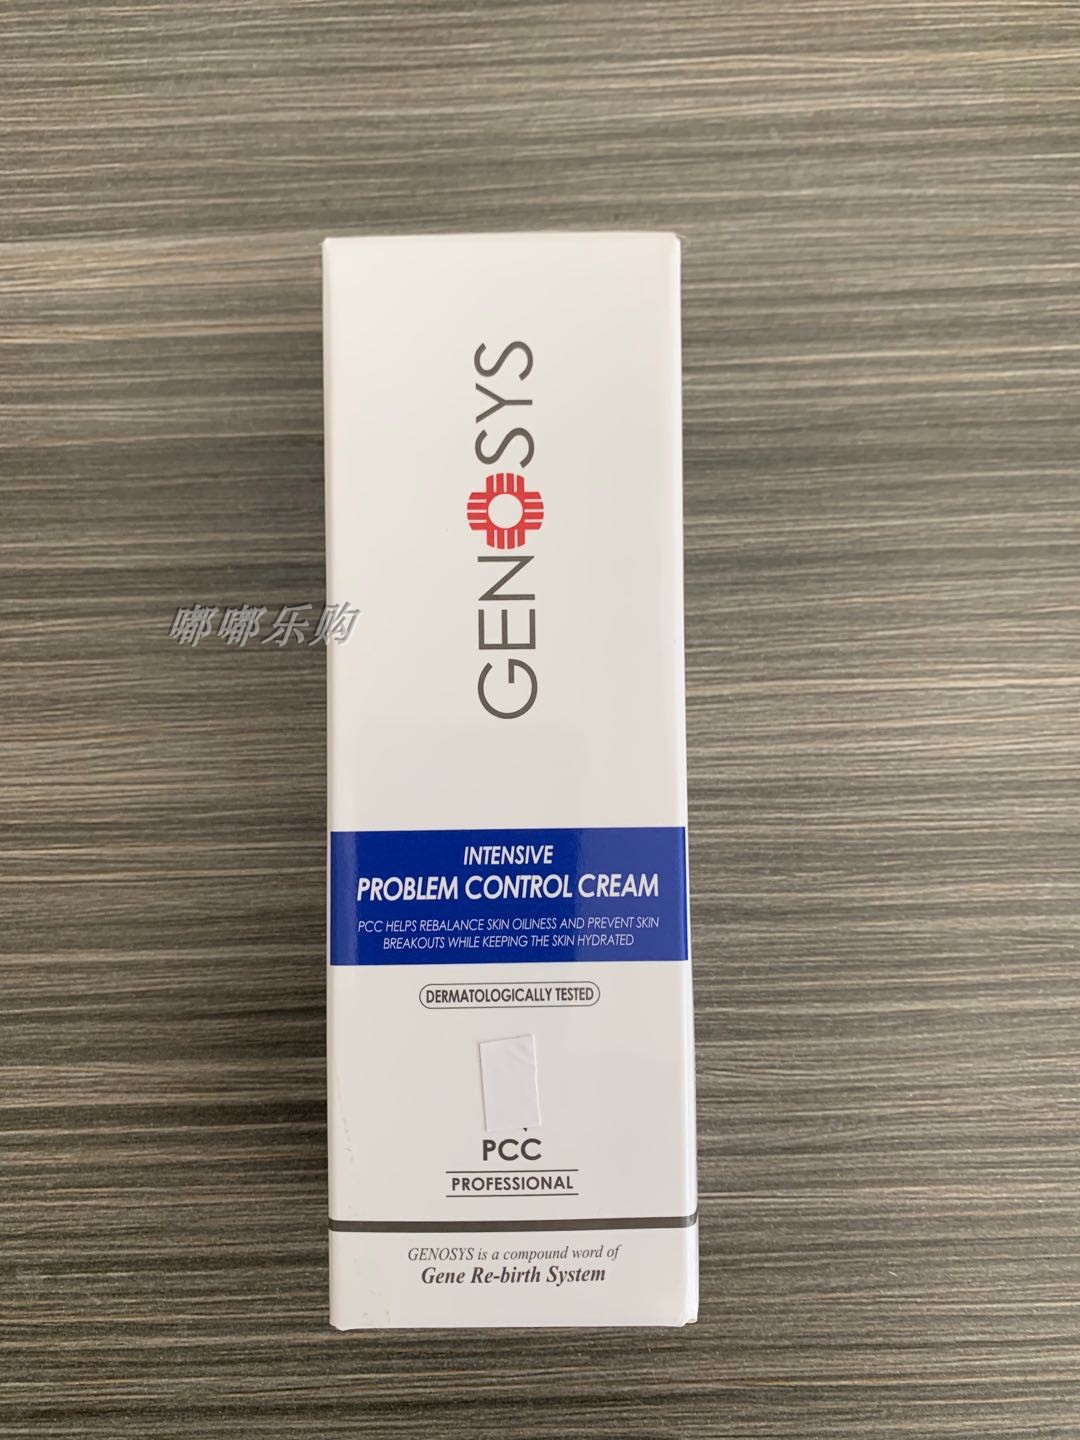 GENOSYS
嘟嘟乐购
INTENSIVE
PROBLEM CONTROL CREAM
PCC HELPS REBALANCE SKIN OILINESS AND PREVENT SKIN
BREAKOUTS WHILE KEEPING THE SKIN HYDRATED
DERMATOLOGICALLY TESTED
PCC
PROFESSIONAL
GENOSYS is a compound word of
Gene Re-birth System